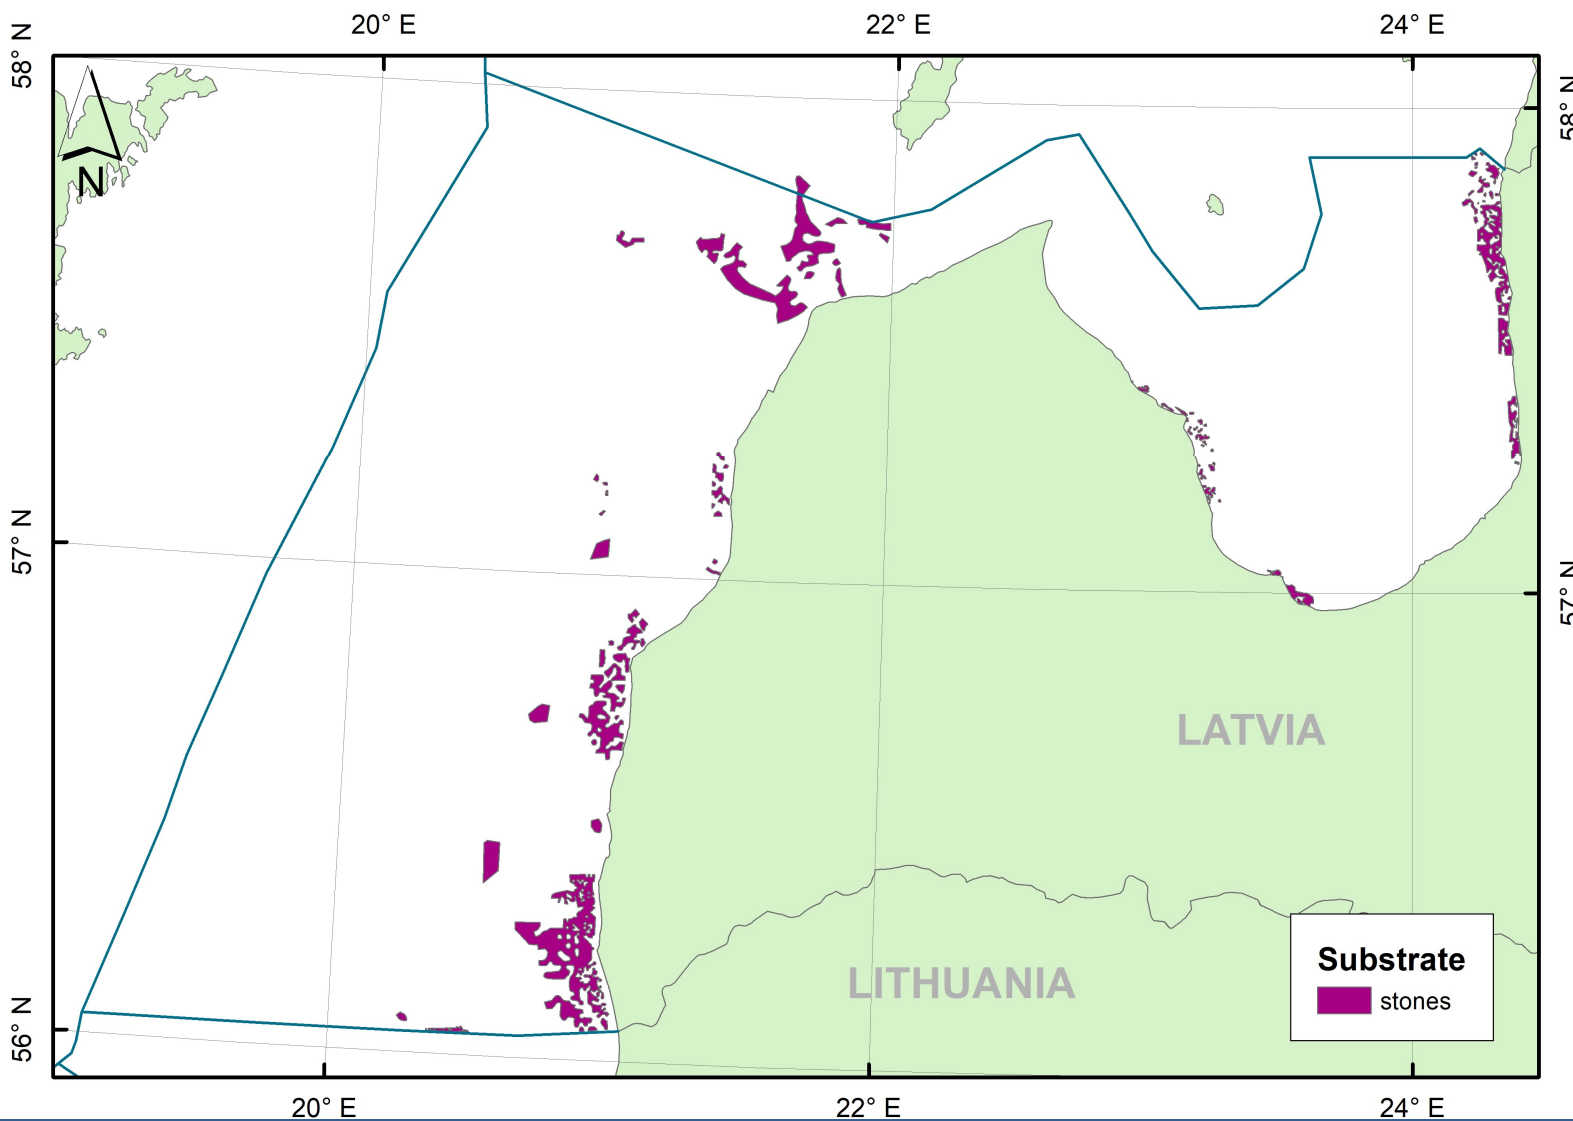 20° E
22° E
24° E
58° N
58° N
N
57° N
57° N
LATVIA
LITHUANIA
Substrate
stones
56° N
20° E
22° E
24° E